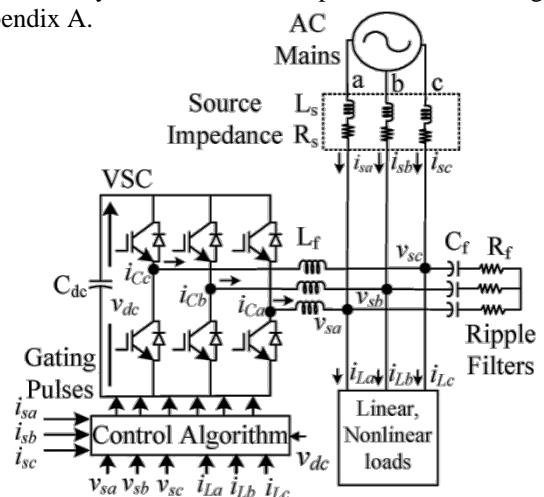 pendix A.
AC
Mains
a b c
Source
Impedance
Ls
Rs
isa isb isc
VSC
Lf
vsc
Cf Rf
iCc
Cdc
vdc
iCb
iCa
vsb
vsa
Ripple
Filters
Gating
Pulses
iLa iLb iLc
Linear,
Nonlinear
loads
isa
isb
isc
Control Algorithm
vdc
vsa vsb vsc iLa iLb iLc